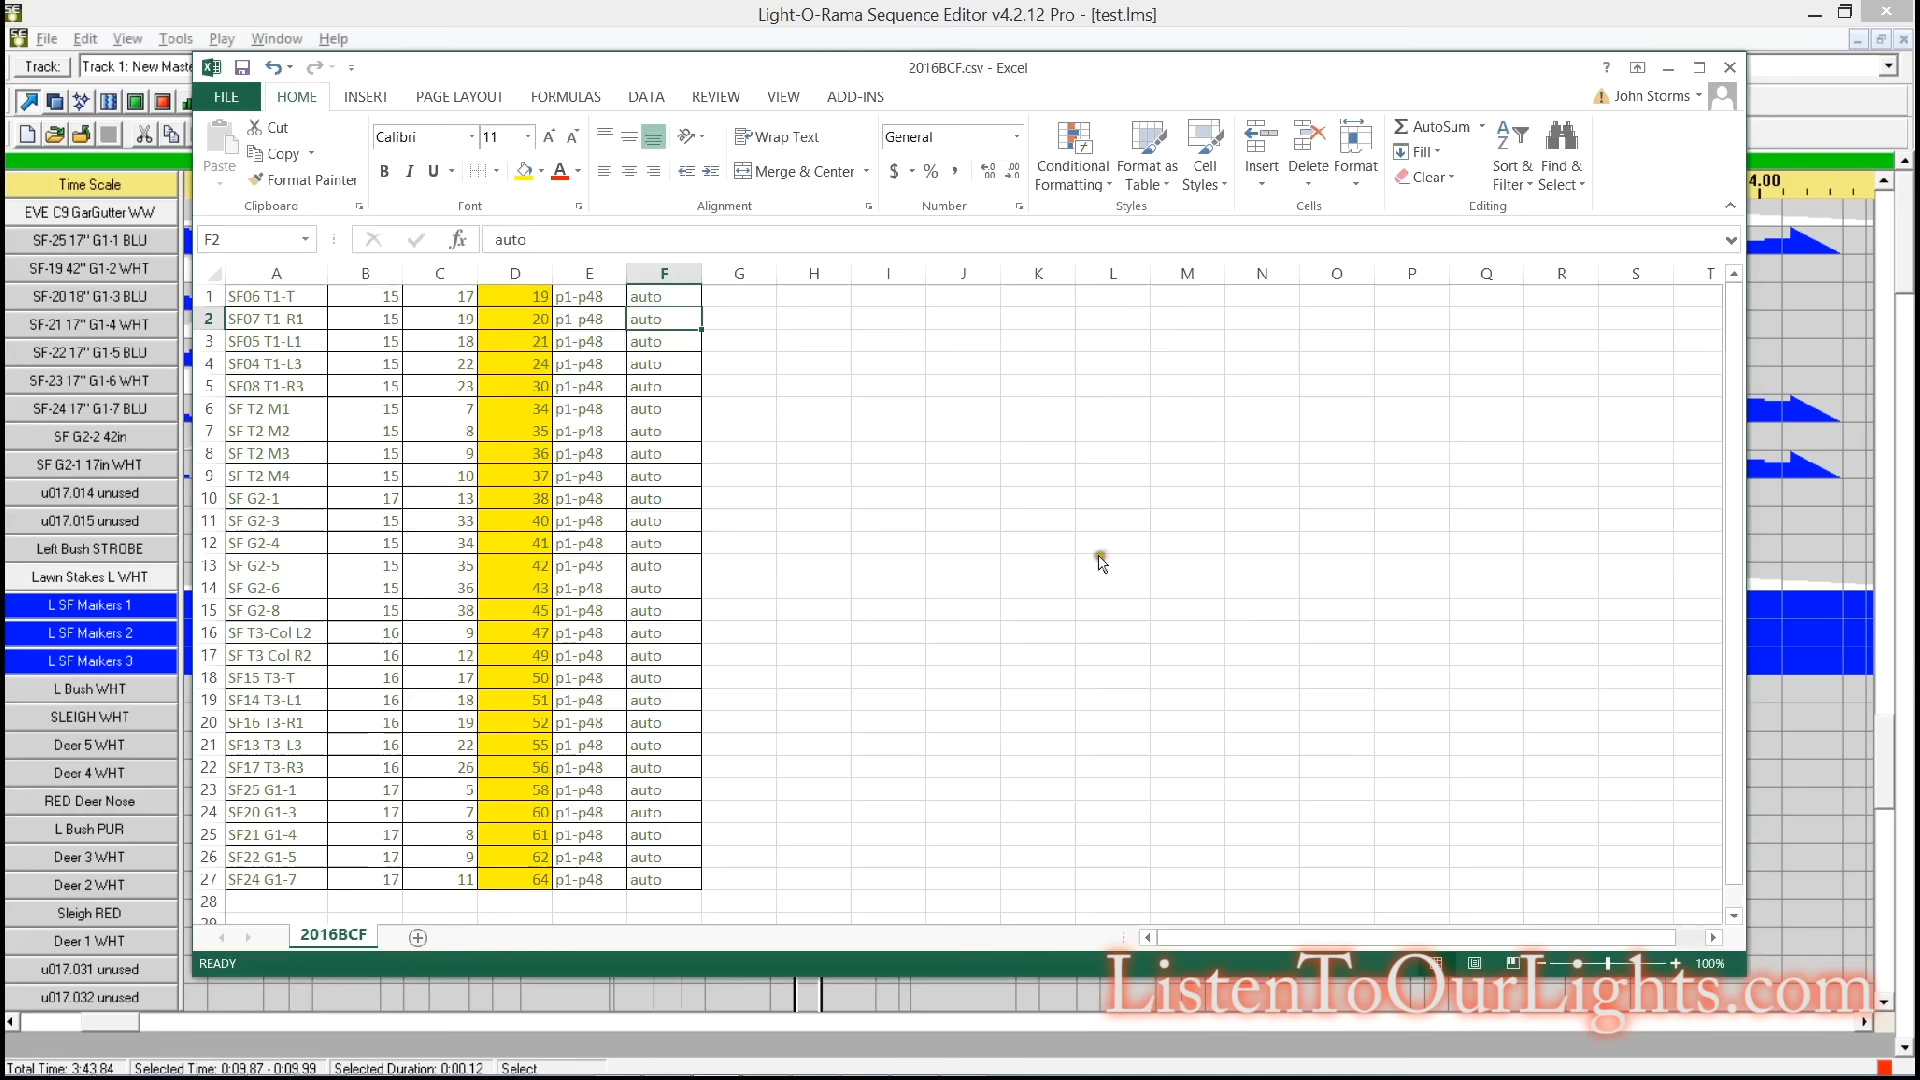 Light-O-Rama Sequence Editor v4.2.12 Pro - [test.lms]
File Edit View Tools Play Window Help
Track: Track 1: New Maste
2016BCF.csv - Excel
FILE HOME INSERT PAGE LAYOUT FORMULAS DATA REVIEW VIEW ADD-INS John Storms
Paste Cut Copy Format Painter Clipboard
Calibri 11 B I U Font
Wrap Text Merge & Center Alignment
General $ % , Number
Conditional Formatting Format as Table Cell Styles Styles
Insert Delete Format Cells
AutoSum Fill Clear Sort & Filter Find & Select Editing
F2 fx auto
A B C D E F G H I J K L M N O P Q R S T
1 SF06 T1-T 15 17 19 p1-p48 auto
2 SF07 T1-R1 15 19 20 p1-p48 auto
3 SF05 T1-L1 15 18 21 p1-p48 auto
4 SF04 T1-L3 15 22 24 p1-p48 auto
5 SF08 T1-R3 15 23 30 p1-p48 auto
6 SF T2 M1 15 7 34 p1-p48 auto
7 SF T2 M2 15 8 35 p1-p48 auto
8 SF T2 M3 15 9 36 p1-p48 auto
9 SF T2 M4 15 10 37 p1-p48 auto
10 SF G2-1 17 13 38 p1-p48 auto
11 SF G2-3 15 33 40 p1-p48 auto
12 SF G2-4 15 34 41 p1-p48 auto
13 SF G2-5 15 35 42 p1-p48 auto
14 SF G2-6 15 36 43 p1-p48 auto
15 SF G2-8 15 38 45 p1-p48 auto
16 SF T3-Col L2 16 9 47 p1-p48 auto
17 SF T3 Col R2 16 12 49 p1-p48 auto
18 SF15 T3-T 16 17 50 p1-p48 auto
19 SF14 T3-L1 16 18 51 p1-p48 auto
20 SF16 T3-R1 16 19 52 p1-p48 auto
21 SF13 T3-L3 16 22 55 p1-p48 auto
22 SF17 T3-R3 16 26 56 p1-p48 auto
23 SF25 G1-1 17 5 58 p1-p48 auto
24 SF20 G1-3 17 7 60 p1-p48 auto
25 SF21 G1-4 17 8 61 p1-p48 auto
26 SF22 G1-5 17 9 62 p1-p48 auto
27 SF24 G1-7 17 11 64 p1-p48 auto
28
29
2016BCF
READY 100%
Time Scale
EVE C9 GarGutter WW
SF-25 17" G1-1 BLU
SF-19 42" G1-2 WHT
SF-20 18" G1-3 BLU
SF-21 17" G1-4 WHT
SF-22 17" G1-5 BLU
SF-23 17" G1-6 WHT
SF-24 17" G1-7 BLU
SF G2-2 42in
SF G2-1 17in WHT
u017.014 unused
u017.015 unused
Left Bush STROBE
Lawn Stakes L WHT
L SF Markers 1
L SF Markers 2
L SF Markers 3
L Bush WHT
SLEIGH WHT
Deer 5 WHT
Deer 4 WHT
RED Deer Nose
L Bush PUR
Deer 3 WHT
Deer 2 WHT
Sleigh RED
Deer 1 WHT
u017.031 unused
u017.032 unused
4.00
ListenToOurLights.com
Total Time: 3:43.84 Selected Time: 0:09.87 - 0:09.99 Selected Duration: 0:00.12 Select